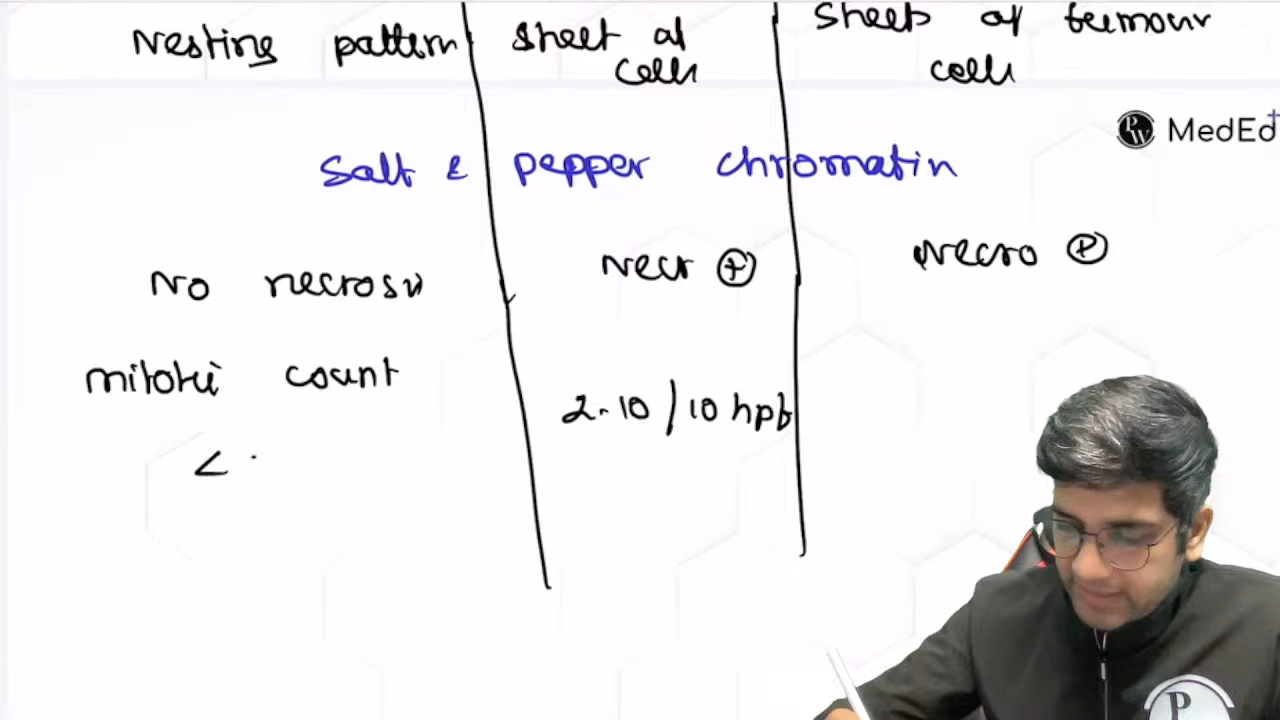 Nesting pattern
sheet of
cells
Sheets of tumour
cells
PW MedEd
Salt & pepper chromatin
No necrosis
Necr +
Necro +
mitotic count
2-10/10 hpf
<
P